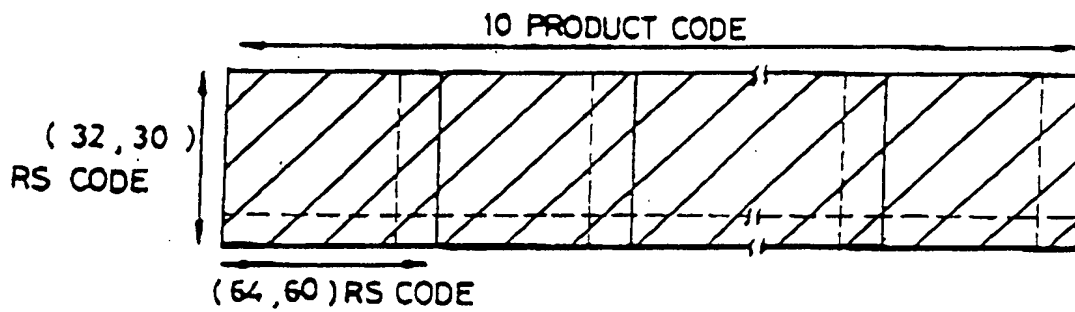 10 PRODUCT CODE
( 32 , 30 )
RS CODE
( 64 , 60 ) RS CODE